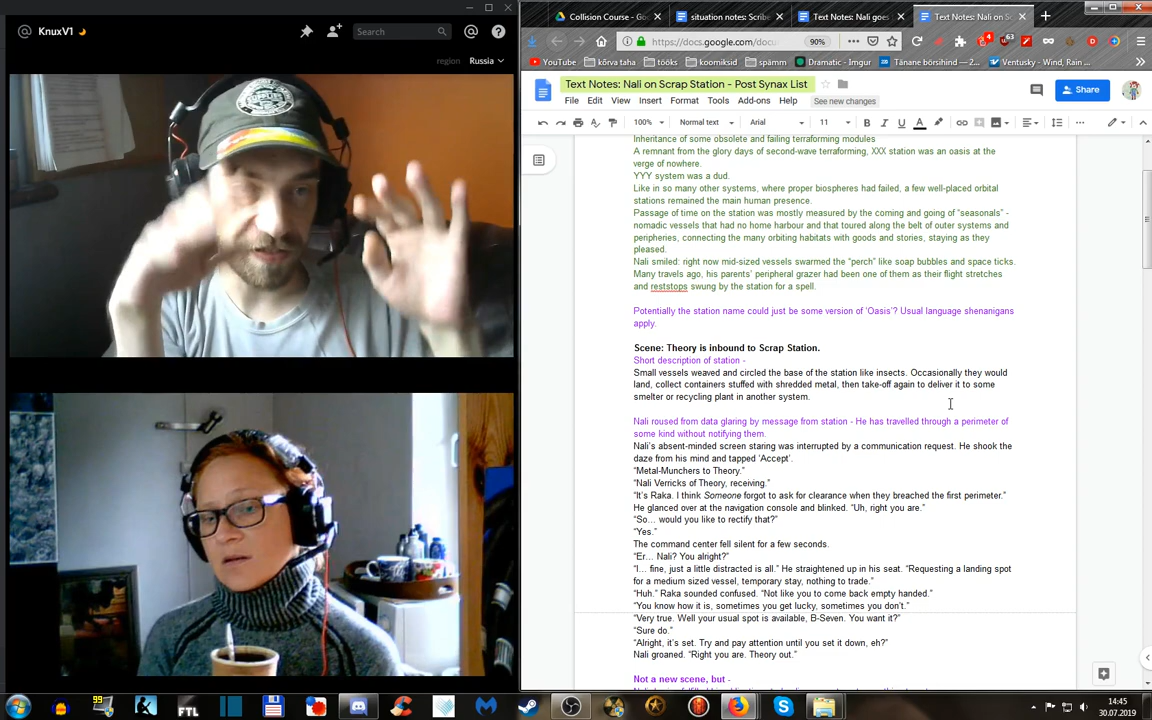 KnuxV1
Search
region Russia
Collision Course - Go
situation notes: Scribe
Text Notes: Nali goes
Text Notes: Nali on Sc
https://docs.google.com/docu
90%
YouTube
kõrva taha
tööks
koomiksid
spämm
Dramatic - Imgur
Tänane börsihind — 2...
Ventusky - Wind, Rain ...
Text Notes: Nali on Scrap Station - Post Synax List
File Edit View Insert Format Tools Add-ons Help
See new changes
Share
100%
Normal text
Arial
11
Inheritance of some obsolete and failing terraforming modules
A remnant from the glory days of second-wave terraforming, XXX station was an oasis at the
verge of nowhere.
YYY system was a dud.
Like in so many other systems, where proper biospheres had failed, a few well-placed orbital
stations remained the main human presence.
Passage of time on the station was mostly measured by the coming and going of “seasonals” -
nomadic vessels that had no home harbour and that toured along the belt of outer systems and
peripheries, connecting the many orbiting habitats with goods and stories, staying as they
pleased.
Nali smiled: right now mid-sized vessels swarmed the “perch” like soap bubbles and space ticks.
Many travels ago, his parents’ peripheral grazer had been one of them as their flight stretches
and reststops swung by the station for a spell.
Potentially the station name could just be some version of ‘Oasis’? Usual language shenanigans
apply.
Scene: Theory is inbound to Scrap Station.
Short description of station -
Small vessels weaved and circled the base of the station like insects. Occasionally they would
land, collect containers stuffed with shredded metal, then take-off again to deliver it to some
smelter or recycling plant in another system.
Nali roused from data glaring by message from station - He has travelled through a perimeter of
some kind without notifying them.
Nali’s absent-minded screen staring was interrupted by a communication request. He shook the
daze from his mind and tapped ‘Accept’.
“Metal-Munchers to Theory.”
“Nali Verricks of Theory, receiving.”
“It’s Raka. I think Someone forgot to ask for clearance when they breached the first perimeter.”
He glanced over at the navigation console and blinked. “Uh, right you are.”
“So… would you like to rectify that?”
“Yes.”
The command center fell silent for a few seconds.
“Er… Nali? You alright?”
“I… fine, just a little distracted is all.” He straightened up in his seat. “Requesting a landing spot
for a medium sized vessel, temporary stay, nothing to trade.”
“Huh.” Raka sounded confused. “Not like you to come back empty handed.”
“You know how it is, sometimes you get lucky, sometimes you don’t.”
“Very true. Well your usual spot is available, B-Seven. You want it?”
“Sure do.”
“Alright, it’s set. Try and pay attention until you set it down, eh?”
Nali groaned. “Right you are. Theory out.”
Not a new scene, but -
FTL
14:45
30.07.2019